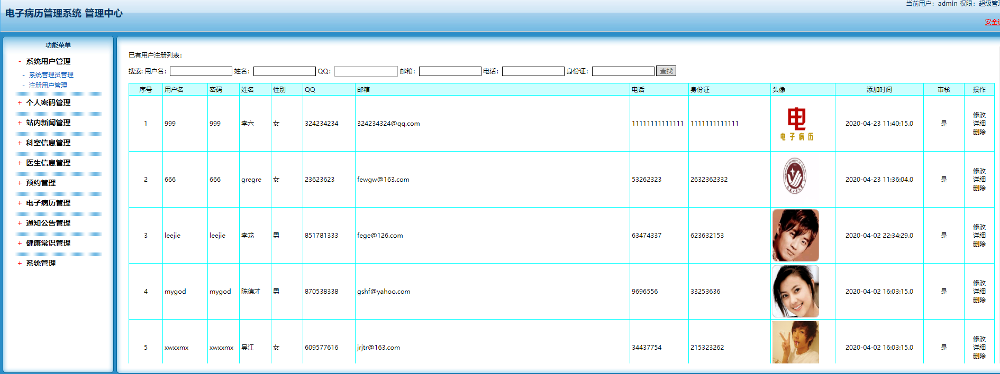 当前用户：admin 权限：超级管理
电子病历管理系统 管理中心
安全
功能菜单
- 系统用户管理
- 系统管理员管理
- 注册用户管理
+ 个人密码管理
+ 站内新闻管理
+ 科室信息管理
+ 医生信息管理
+ 预约管理
+ 电子病历管理
+ 通知公告管理
+ 健康常识管理
+ 系统管理
已有用户注册列表：
搜索: 用户名： 姓名： QQ： 邮箱： 电话： 身份证： 查找
序号 用户名 密码 姓名 性别 QQ 邮箱 电话 身份证 头像 添加时间 审核 操作
1 999 999 李六 女 324234234 324234324@qq.com 11111111111111 1111111111111 电 电子病历 2020-04-23 11:40:15.0 是 修改 详细 删除
2 666 666 gregre 女 23623623 fewgw@163.com 53262323 2632362332 2020-04-23 11:36:04.0 是 修改 详细 删除
3 leejie leejie 李龙 男 851781333 fege@126.com 63474337 623632153 2020-04-02 22:34:29.0 是 修改 详细 删除
4 mygod mygod 陈德才 男 870538338 gshf@yahoo.com 9696556 33253636 2020-04-02 16:03:15.0 是 修改 详细 删除
5 xwxxmx xwxxmx 吴江 女 609577616 jrjtr@163.com 34437754 215323262 2020-04-02 16:03:15.0 是 修改 详细 删除